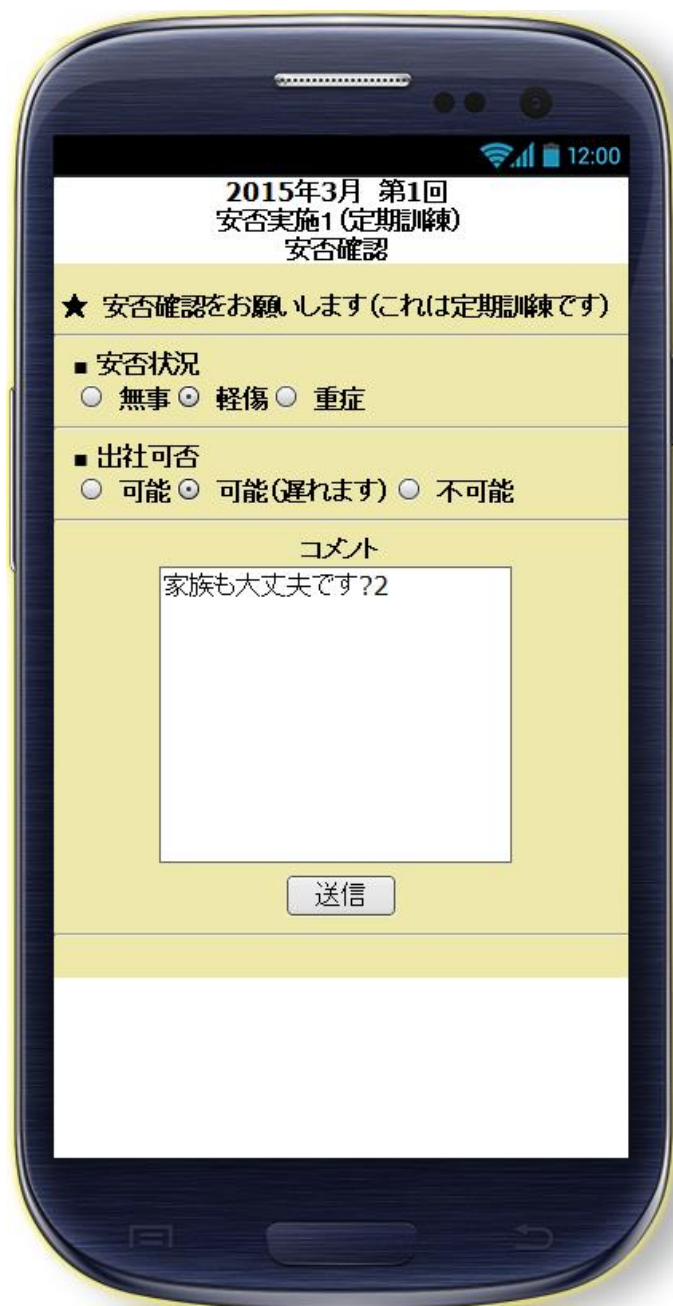 12:00
2015年3月 第1回
安否実施1(定期訓練)
安否確認
★ 安否確認をお願いします(これは定期訓練です)
■ 安否状況
無事 軽傷 重症
■ 出社可否
可能 可能(遅れます) 不可能
コメント
家族も大丈夫です?2
送信